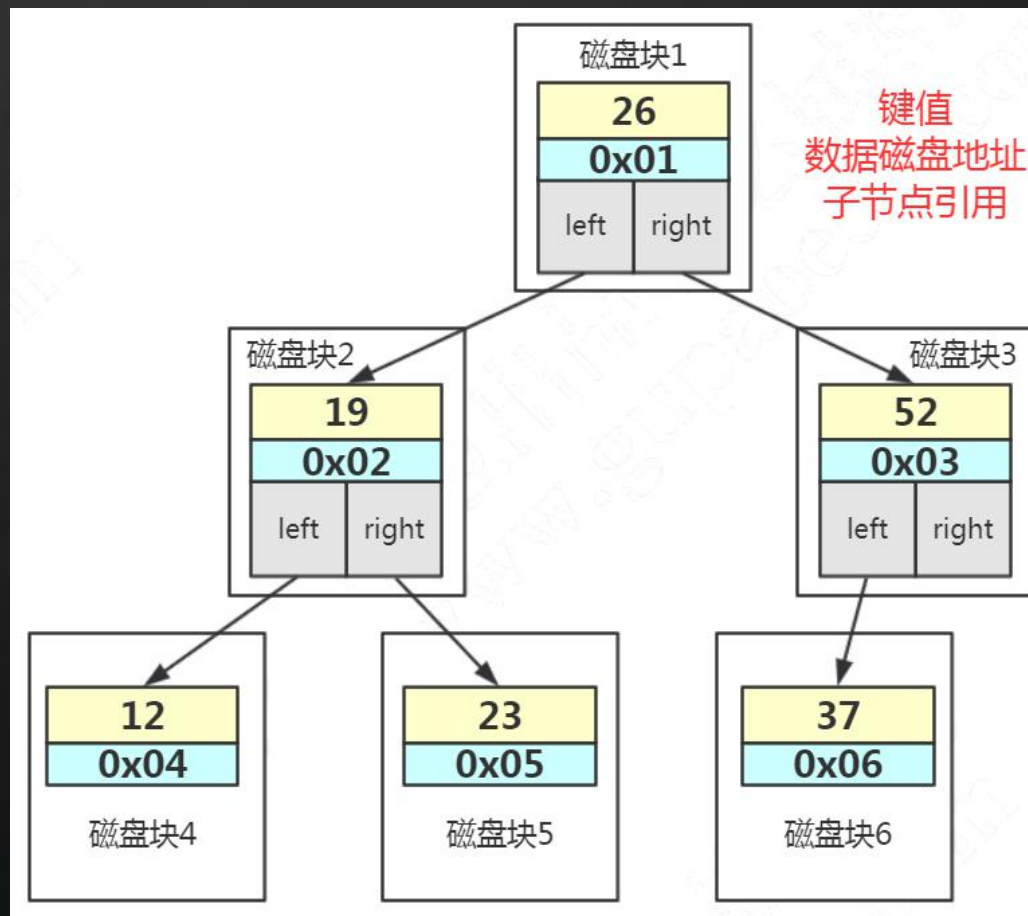 磁盘块1
26
0x01
left right
键值
数据磁盘地址
子节点引用
磁盘块2
19
0x02
left right
磁盘块3
52
0x03
left right
12
0x04
磁盘块4
23
0x05
磁盘块5
37
0x06
磁盘块6